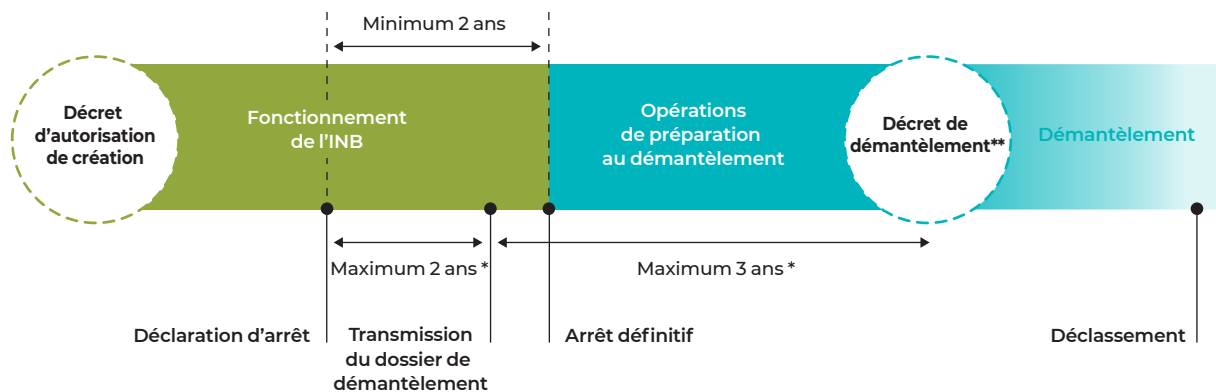 Minimum 2 ans
Décret
d'autorisation
de création
Fonctionnement
de l'INB
Opérations
de préparation
au démantèlement
Décret de
démantèlement**
Démantèlement
Maximum 2 ans *
Maximum 3 ans *
Déclaration d'arrêt
Transmission
du dossier de
démantèlement
Arrêt définitif
Déclassement